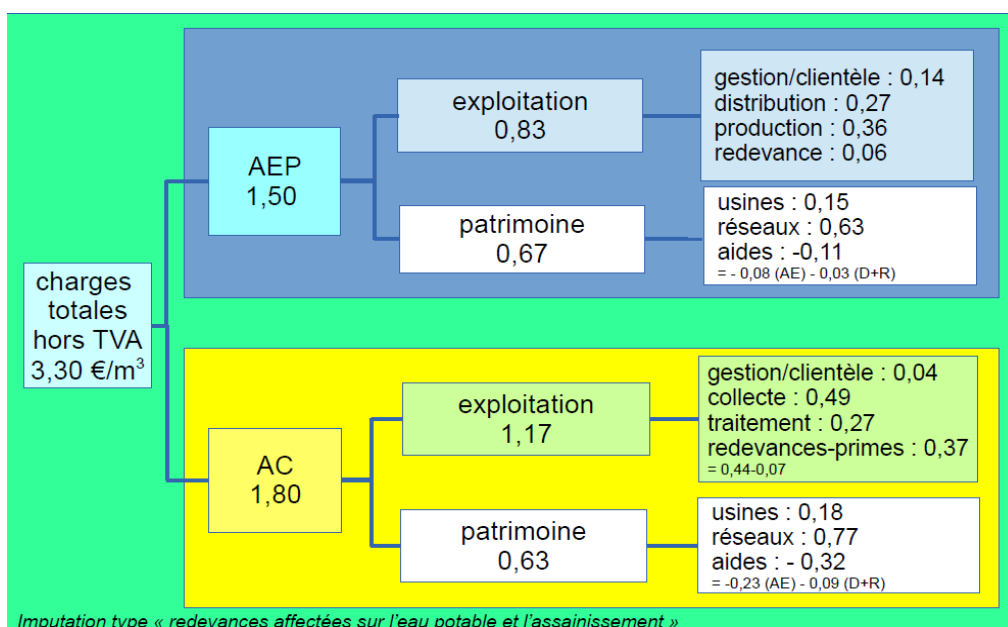 charges
totales
hors TVA
3,30 €/m³
AEP
1,50
exploitation
0,83
gestion/clientèle : 0,14
distribution : 0,27
production : 0,36
redevance : 0,06
patrimoine
0,67
usines : 0,15
réseaux : 0,63
aides : -0,11
= - 0,08 (AE) - 0,03 (D+R)
AC
1,80
exploitation
1,17
gestion/clientèle : 0,04
collecte : 0,49
traitement : 0,27
redevances-primes : 0,37
= 0,44-0,07
patrimoine
0,63
usines : 0,18
réseaux : 0,77
aides : - 0,32
= -0,23 (AE) - 0,09 (D+R)
Imputation type « redevances affectées sur l'eau potable et l'assainissement »